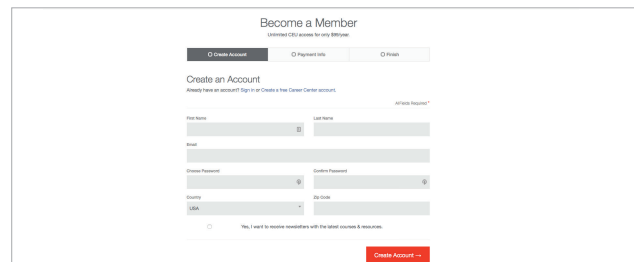 Become a Member
Unlimited CEU access for only $99/year.
Create Account
Payment Info
Finish
Create an Account
Already have an account? Sign in or Create a free Career Center account.
All Fields Required *
First Name
Last Name
Email
Choose Password
Confirm Password
Country
Zip Code
USA
Yes, I want to receive newsletters with the latest courses & resources.
Create Account →